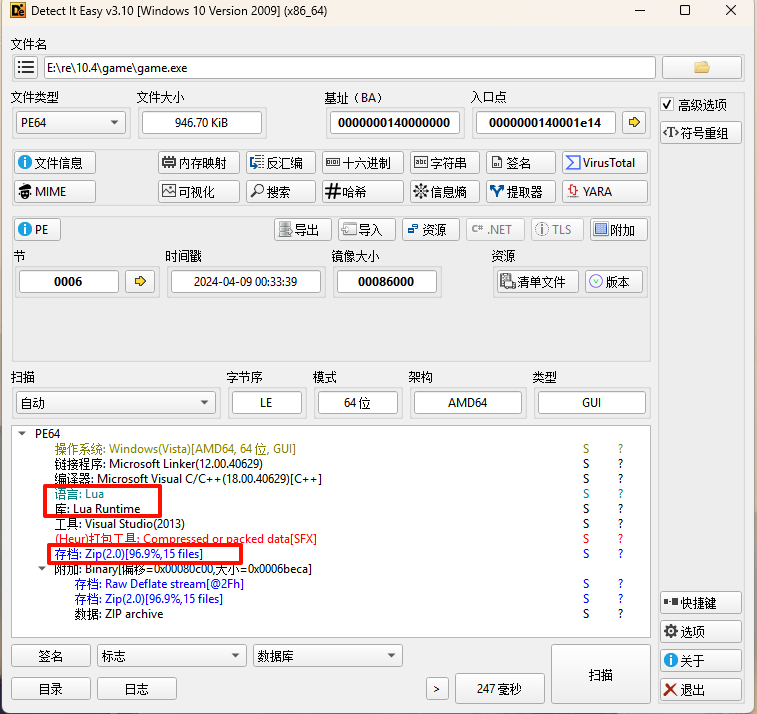 Detect It Easy v3.10 [Windows 10 Version 2009] (x86_64)
文件名
E:\re\10.4\game\game.exe
文件类型 文件大小 基址（BA） 入口点
高级选项
PE64 946.70 KiB 0000000140000000 0000000140001e14
符号重组
文件信息 内存映射 反汇编 十六进制 字符串 签名 VirusTotal
MIME 可视化 搜索 哈希 信息熵 提取器 YARA
PE 导出 导入 资源 C# .NET TLS 附加
节 时间戳 镜像大小 资源
0006 2024-04-09 00:33:39 00086000 清单文件 版本
扫描 字节序 模式 架构 类型
自动 LE 64 位 AMD64 GUI
PE64
操作系统: Windows(Vista)[AMD64, 64 位, GUI] S ?
链接程序: Microsoft Linker(12.00.40629) S ?
编译器: Microsoft Visual C/C++(18.00.40629)[C++] S ?
语言: Lua S ?
库: Lua Runtime S ?
工具: Visual Studio(2013) S ?
(Heur)打包工具: Compressed or packed data[SFX] S ?
存档: Zip(2.0)[96.9%,15 files] S ?
附加: Binary[偏移=0x00080c00,大小=0x0006beca]
存档: Raw Deflate stream[@2Fh] S ?
存档: Zip(2.0)[96.9%,15 files] S ?
数据: ZIP archive S ?
快捷键
选项
签名 标志 数据库 扫描 关于
目录 日志 > 247 毫秒 退出